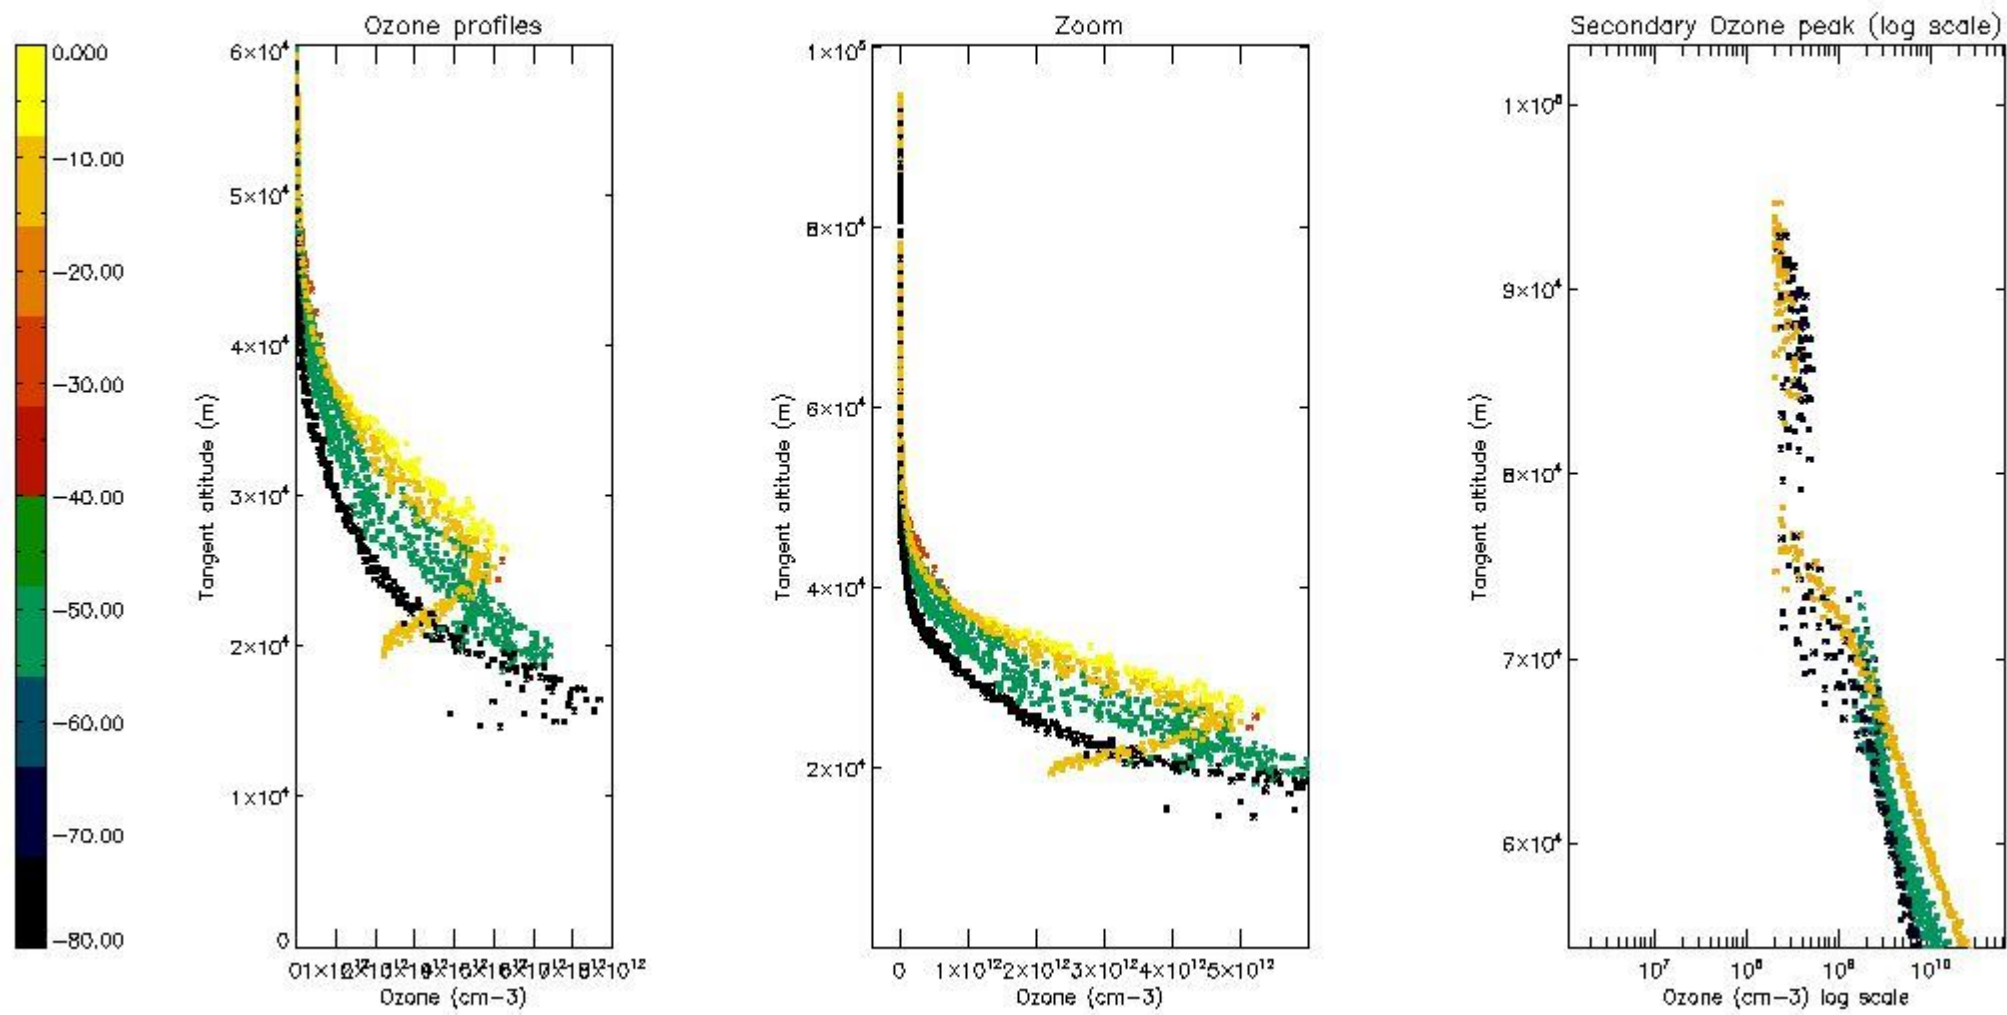 Ozone profiles
Zoom
Secondary Ozone peak (log scale)
0.000
-10.00
-20.00
-30.00
-40.00
-50.00
-60.00
-70.00
-80.00
6×10⁴
5×10⁴
4×10⁴
3×10⁴
2×10⁴
1×10⁴
0
Tangent altitude (m)
Ozone (cm-3)
1×10⁵
8×10⁴
6×10⁴
4×10⁴
2×10⁴
Tangent altitude (m)
0 1×10¹² 2×10¹² 3×10¹² 4×10¹² 5×10¹²
Ozone (cm-3)
9×10⁴
8×10⁴
7×10⁴
6×10⁴
Tangent altitude (m)
10⁷ 10⁸ 10⁹ 10¹⁰
Ozone (cm-3) log scale